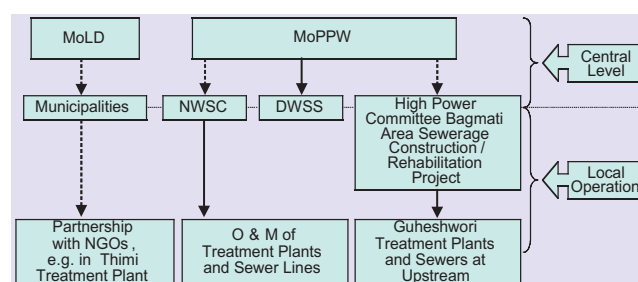 MoLD
MoPPW
Central
Level
Municipalities
NWSC
DWSS
High Power
Committee Bagmati
Area Sewerage
Construction /
Rehabilitation
Project
Local
Operation
Partnership
with NGOs ,
e.g. in Thimi
Treatment Plant
O & M of
Treatment Plants
and Sewer Lines
Guheshwori
Treatment Plants
and Sewers at
Upstream